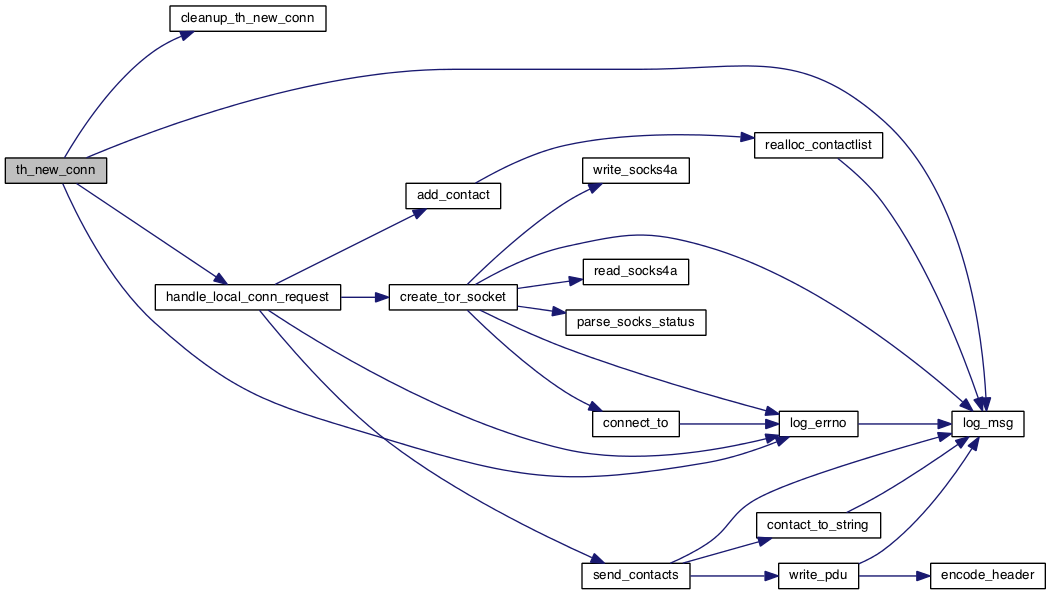 cleanup_th_new_conn
th_new_conn
realloc_contactlist
write_socks4a
add_contact
read_socks4a
handle_local_conn_request
create_tor_socket
parse_socks_status
connect_to
log_errno
log_msg
contact_to_string
send_contacts
write_pdu
encode_header